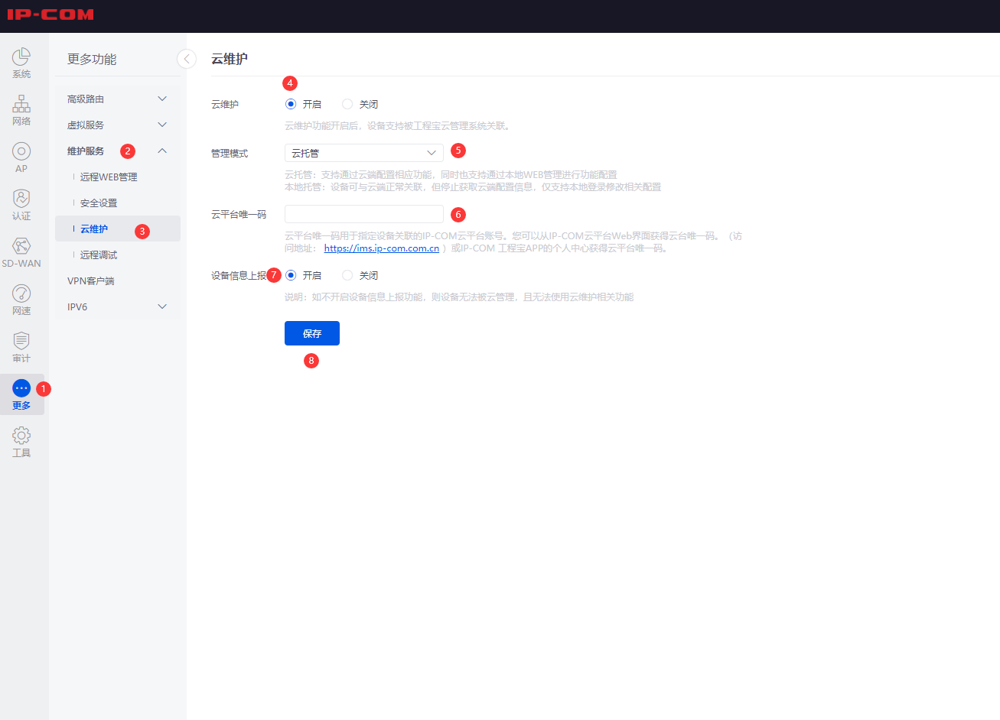 IP-COM
系统
网络
AP
认证
SD-WAN
网速
审计
更多
1
工具
更多功能
高级路由
虚拟服务
维护服务
2
远程WEB管理
安全设置
云维护
3
远程调试
VPN客户端
IPV6
云维护
4
云维护
开启
关闭
云维护功能开启后，设备支持被工程宝云管理系统关联。
管理模式
云托管
5
云托管：支持通过云端配置相应功能，同时也支持通过本地WEB管理进行功能配置
本地托管：设备可与云端正常关联，但停止获取云端配置信息，仅支持本地登录修改相关配置
云平台唯一码
6
云平台唯一码用于指定设备关联的IP-COM云平台账号。您可以从IP-COM云平台Web界面获得云台唯一码。（访
问地址： https://ims.ip-com.com.cn ）或IP-COM 工程宝APP的个人中心获得云平台唯一码。
设备信息上报
7
开启
关闭
说明：如不开启设备信息上报功能，则设备无法被云管理，且无法使用云维护相关功能
保存
8